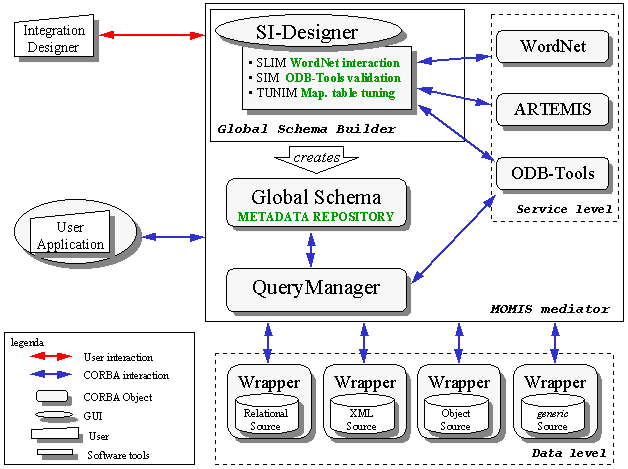 Integration
Designer
SI-Designer
• SLIM WordNet interaction
• SIM ODB-Tools validation
• TUNIM Map. table tuning
Global Schema Builder
WordNet
ARTEMIS
ODB-Tools
Service level
creates
Global Schema
METADATA REPOSITORY
User
Application
QueryManager
MOMIS mediator
legenda
User interaction
CORBA interaction
CORBA Object
GUI
User
Software tools
Wrapper
Relational
Source
Wrapper
XML
Source
Wrapper
Object
Source
Wrapper
generic
Source
Data level